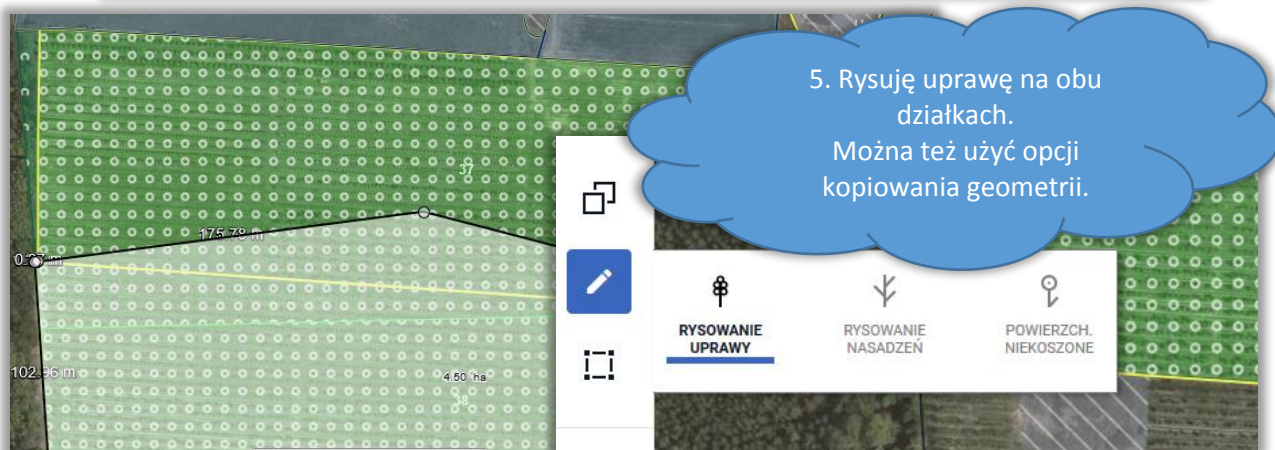 5. Rysuję uprawę na obu
działkach.
Można też użyć opcji
kopiowania geometrii.
37
175.78 m
RYSOWANIE
UPRAWY
RYSOWANIE
NASADZEŃ
POWIERZCH.
NIEKOSZONE
102.96 m
4.50 ha
38